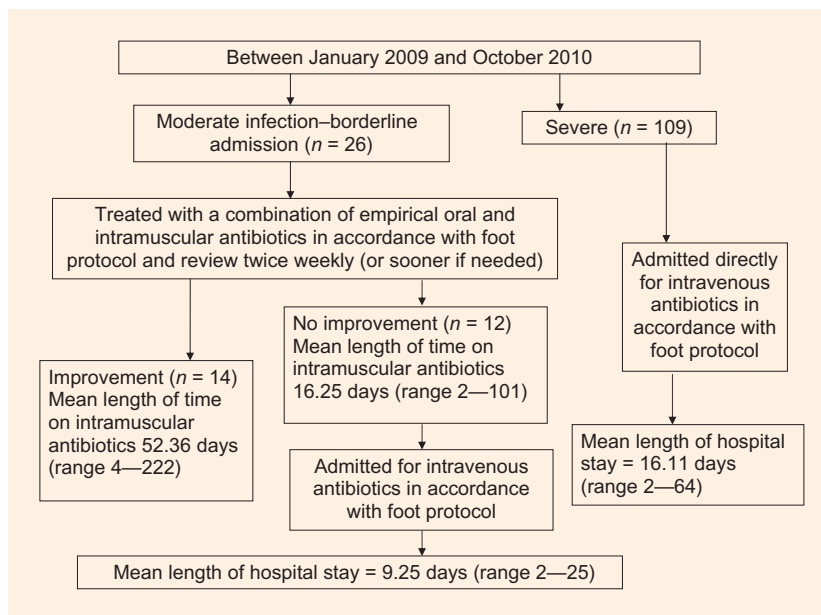 Between January 2009 and October 2010
Moderate infection–borderline
admission (n = 26)
Severe (n = 109)
Treated with a combination of empirical oral and
intramuscular antibiotics in accordance with foot
protocol and review twice weekly (or sooner if needed)
Admitted directly
for intravenous
antibiotics in
accordance with
foot protocol
No improvement (n = 12)
Mean length of time on
intramuscular antibiotics
16.25 days (range 2—101)
Improvement (n = 14)
Mean length of time
on intramuscular
antibiotics 52.36 days
(range 4—222)
Mean length of hospital
stay = 16.11 days
(range 2—64)
Admitted for intravenous
antibiotics in accordance
with foot protocol
Mean length of hospital stay = 9.25 days (range 2—25)